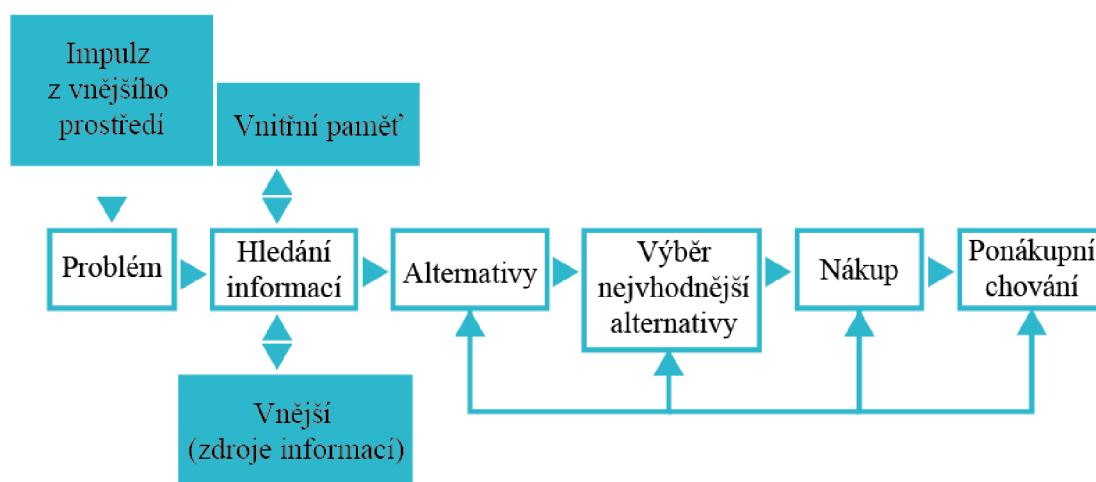 Impulz
z vnějšího
prostředí
Vnitřní paměť
Problém
Hledání
informací
Alternativy
Výběr
nejvhodnější
alternativy
Nákup
Ponákupní
chování
Vnější
(zdroje informací)